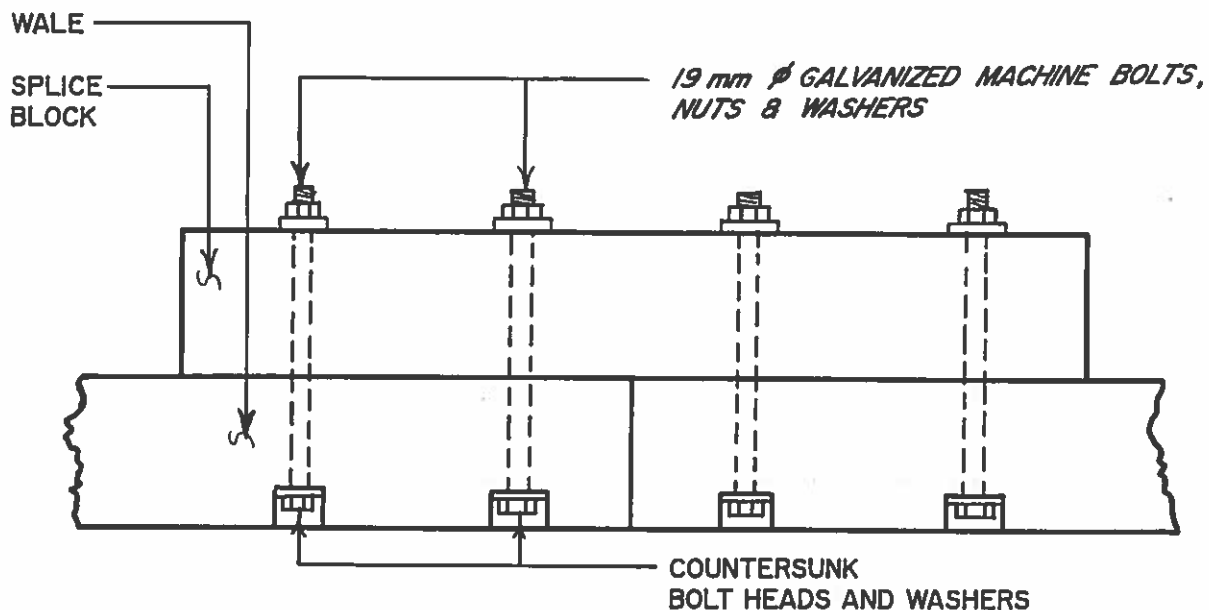 WALE
SPLICE
BLOCK
19 mm ϕ GALVANIZED MACHINE BOLTS,
NUTS & WASHERS
COUNTERSUNK
BOLT HEADS AND WASHERS